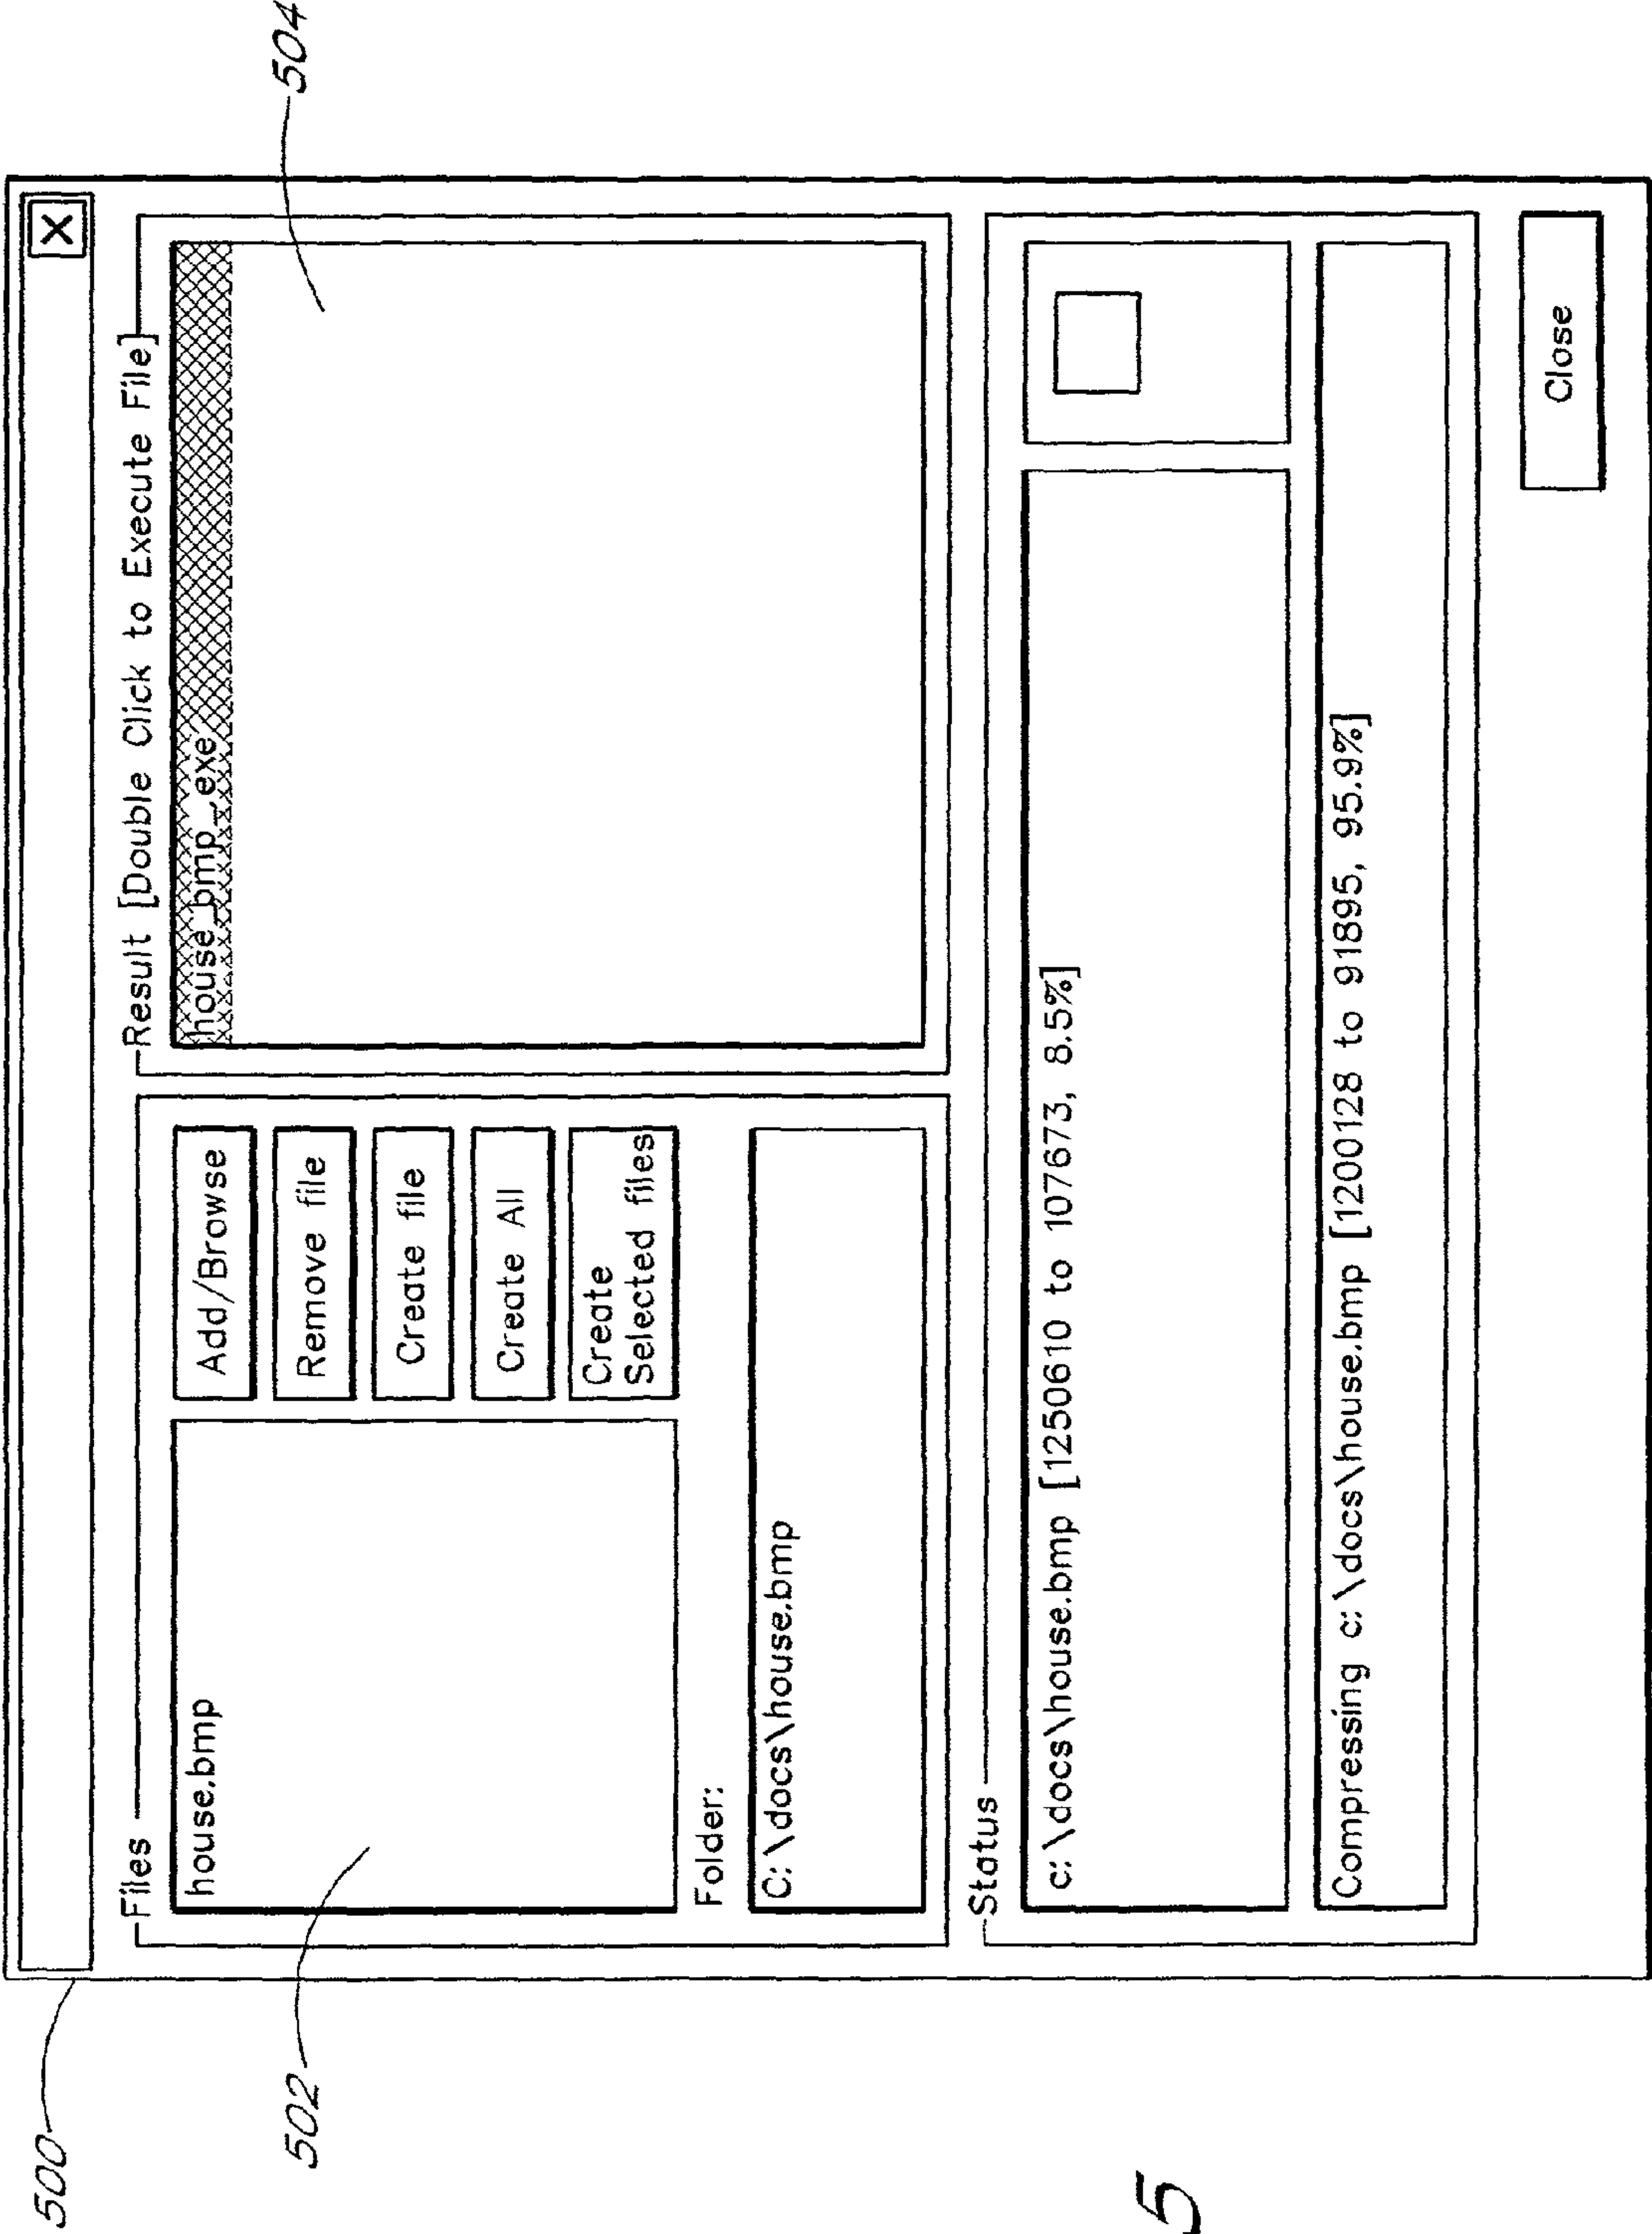 500
Files
Result [Double Click to Execute File]
X
504
502
house.bmp
Add/Browse
Remove file
Create file
Create All
Create
Selected files
house_bmp_exe
Folder:
C:\docs\house.bmp
Status
c:\docs\house.bmp [1250610 to 107673, 8.5%]
Compressing c:\docs\house.bmp [1200128 to 91895, 95.9%]
Close
5